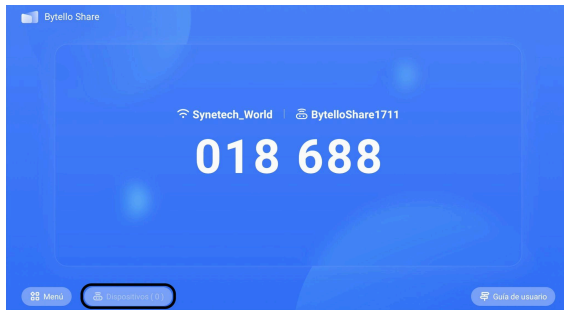 Bytello Share
Synetech_World | BytelloShare1711
018 688
Menú
Dispositivos ( 0 )
Guía de usuario